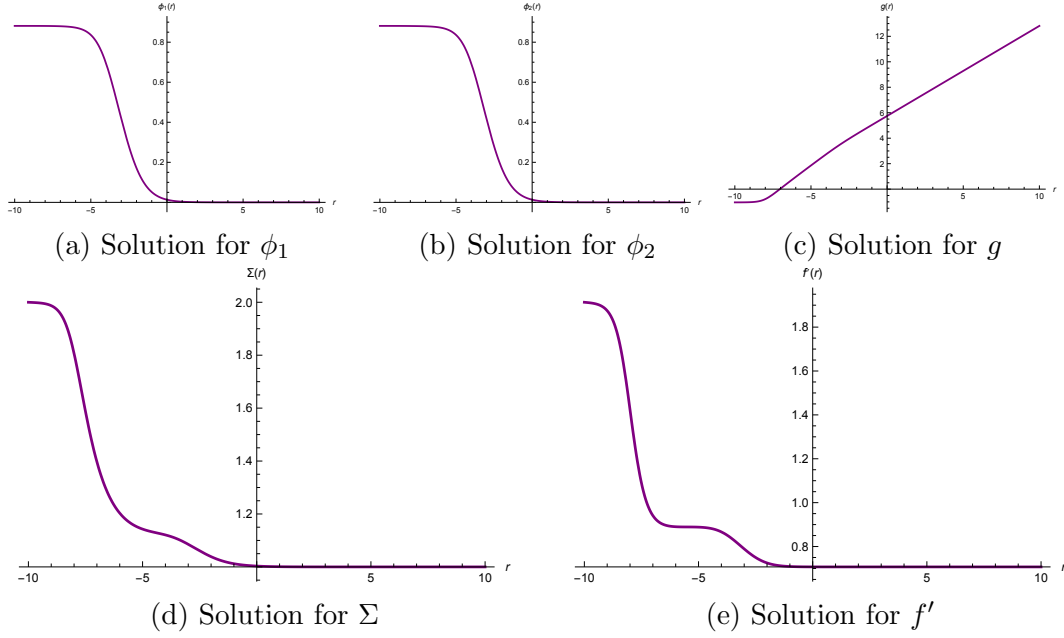 ϕ₁(r)
0.8
0.6
0.4
0.2
-10 -5 5 10 r
(a) Solution for ϕ₁
ϕ₂(r)
0.8
0.6
0.4
0.2
-10 -5 5 10 r
(b) Solution for ϕ₂
g(r)
12
10
8
6
4
2
-10 -5 5 10 r
(c) Solution for g
Σ(r)
2.0
1.8
1.6
1.4
1.2
-10 -5 5 10 r
(d) Solution for Σ
f'(r)
1.8
1.6
1.4
1.2
1.0
0.8
-10 -5 5 10 r
(e) Solution for f′